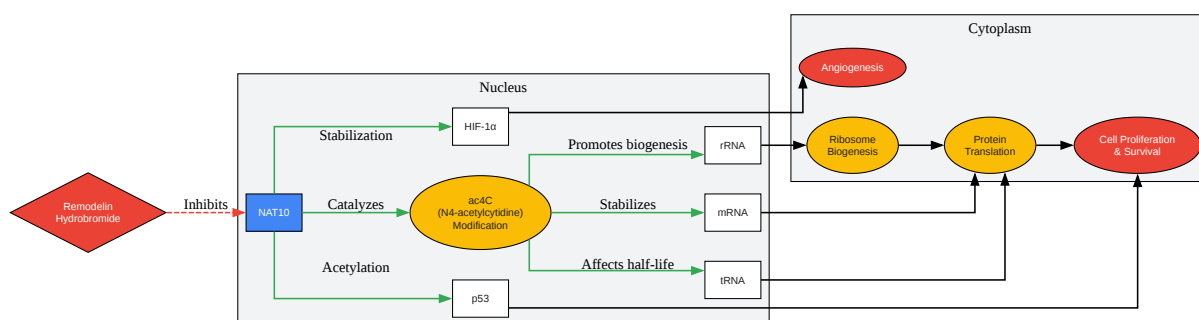 Cytoplasm
Angiogenesis
Nucleus
HIF-1α
Stabilization
Promotes biogenesis
rRNA
Ribosome
Biogenesis
Protein
Translation
Cell Proliferation
& Survival
Remodelin
Hydrobromide
Inhibits
NAT10
Catalyzes
ac4C
(N4-acetylcytidine)
Modification
Stabilizes
mRNA
Acetylation
Affects half-life
tRNA
p53